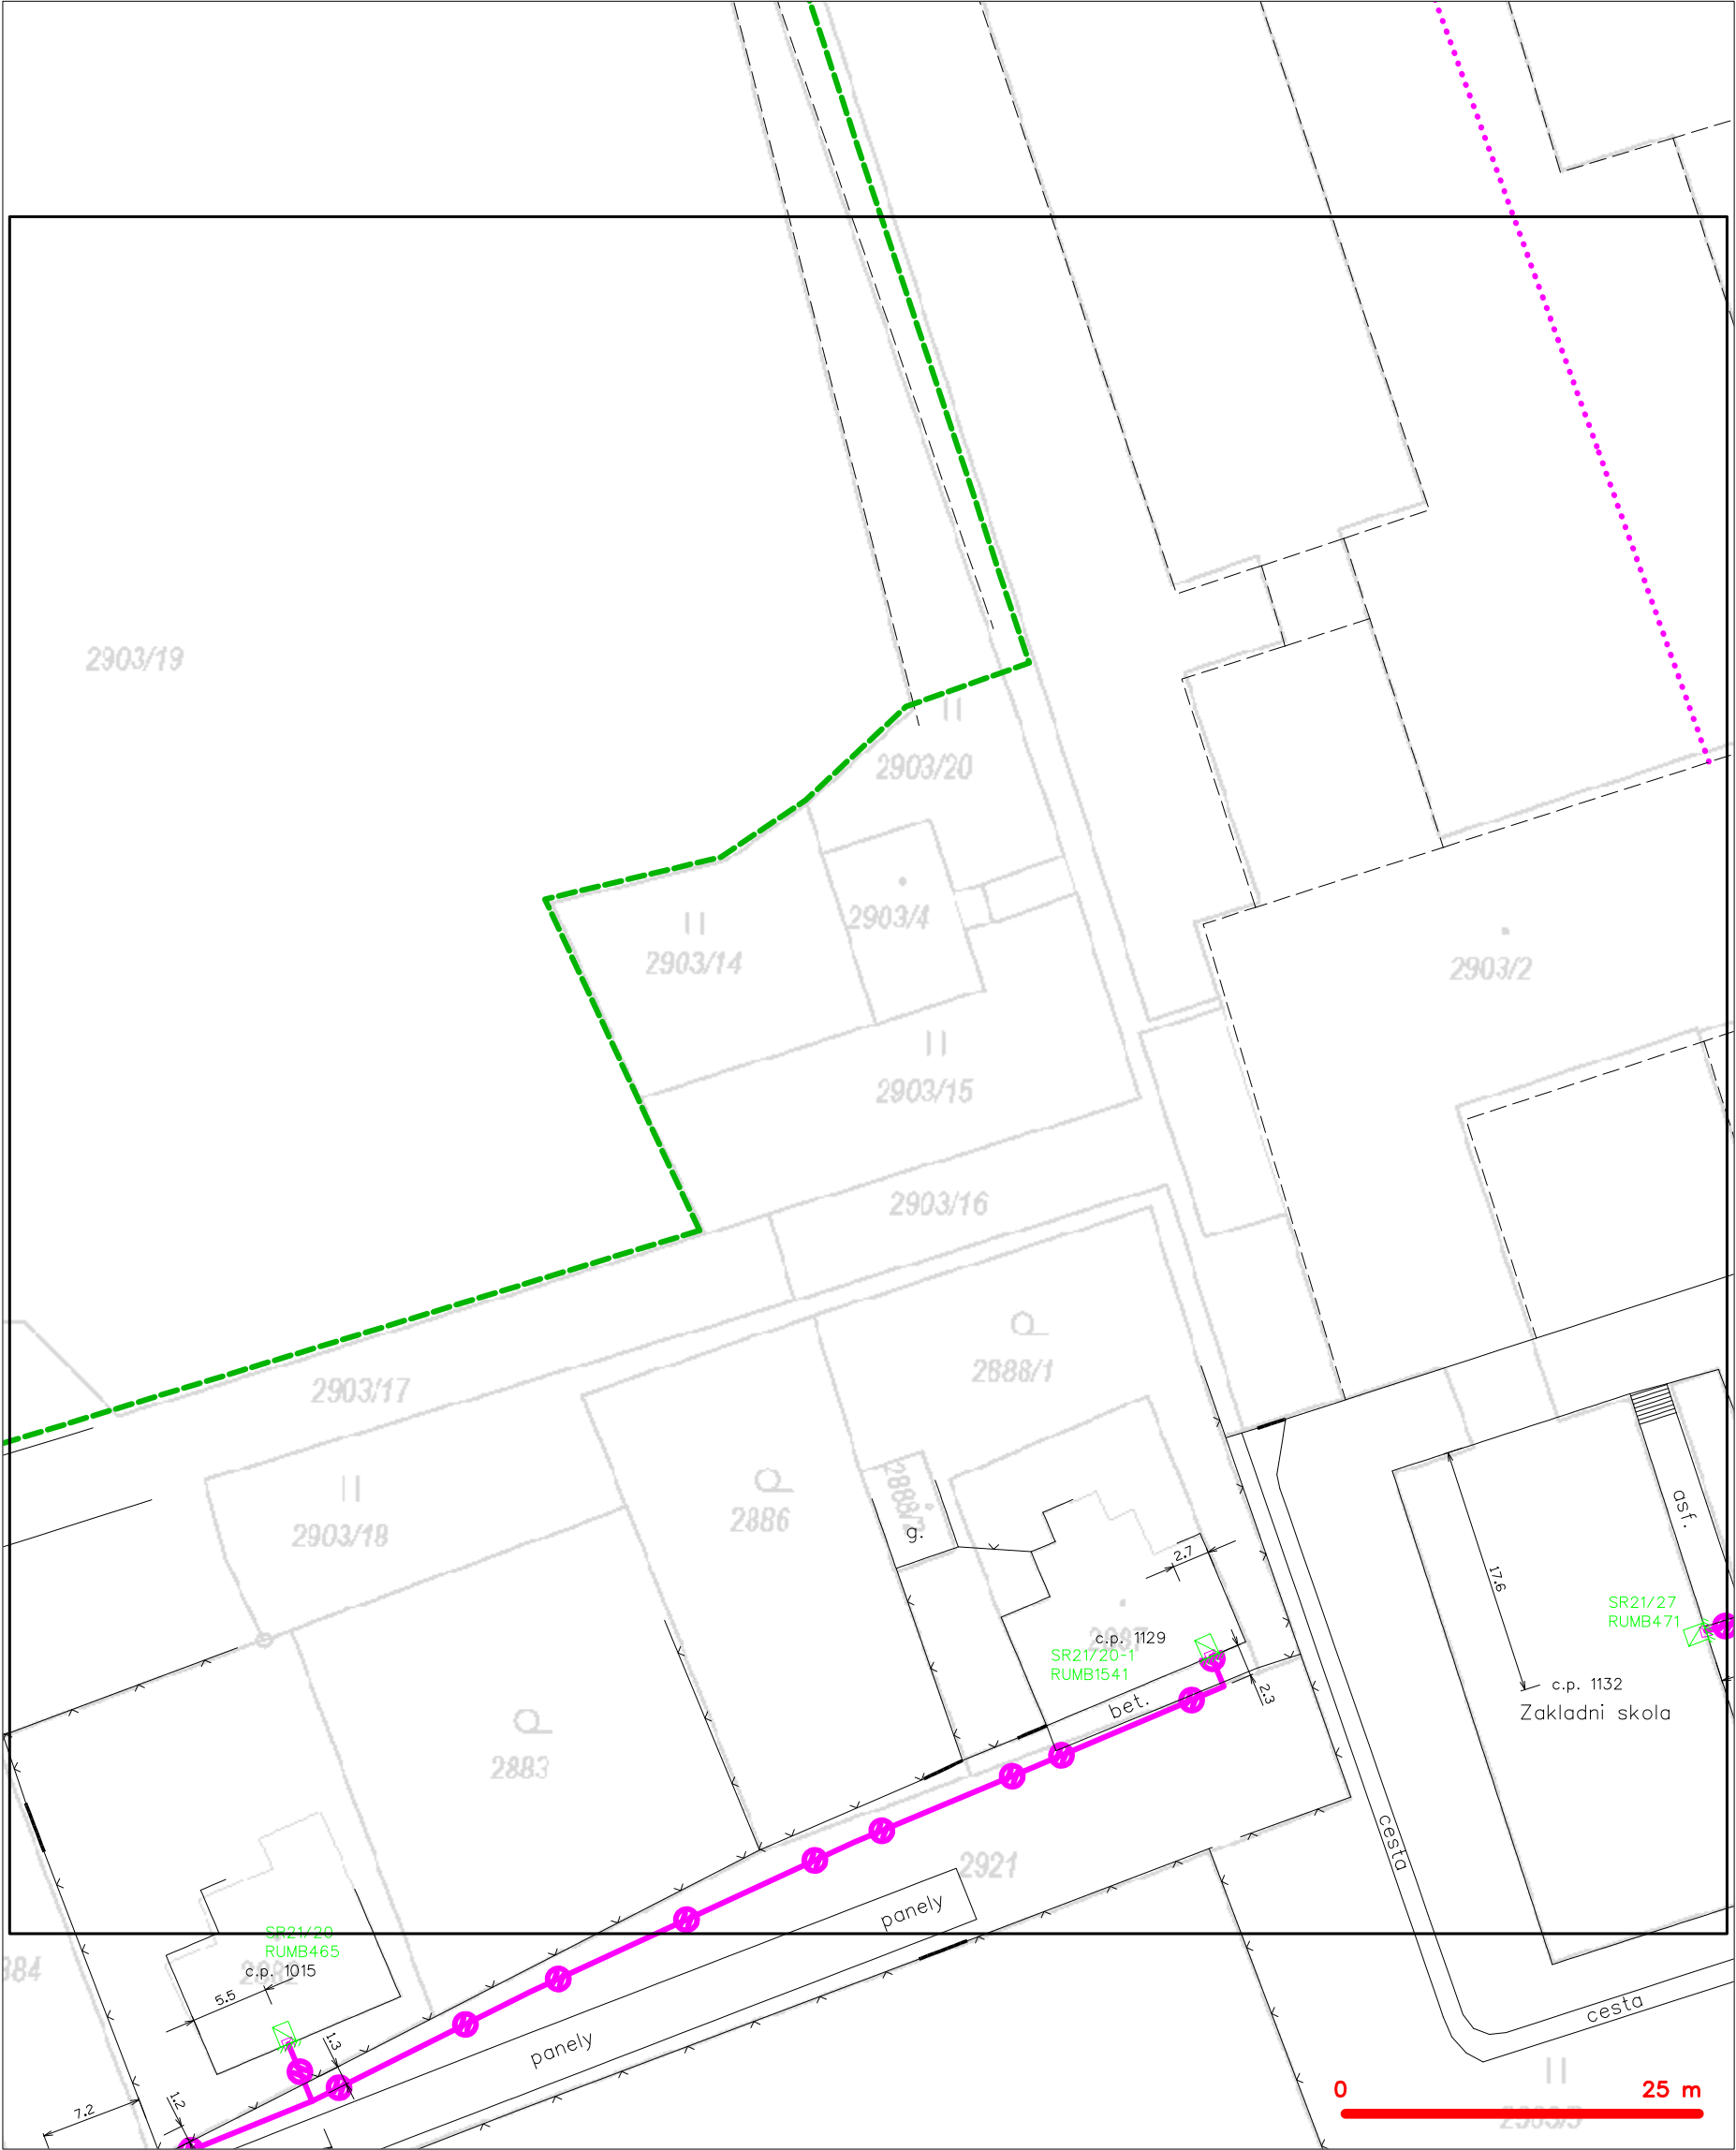 2903/19
2903/20
2903/4
2903/14
2903/2
2903/15
2903/16
2888/1
2903/17
2886
2903/18
g.
asf.
2.7
17.6
SR21/27
RUMB471
c.p. 1129
SR21/20-1
RUMB1541
c.p. 1132
Zakladni skola
bet.
2.3
2883
cesta
2921
panely
SR21/20
RUMB465
c.p. 1015
5.5
cesta
1.3
panely
0 25 m
1.2
7.2